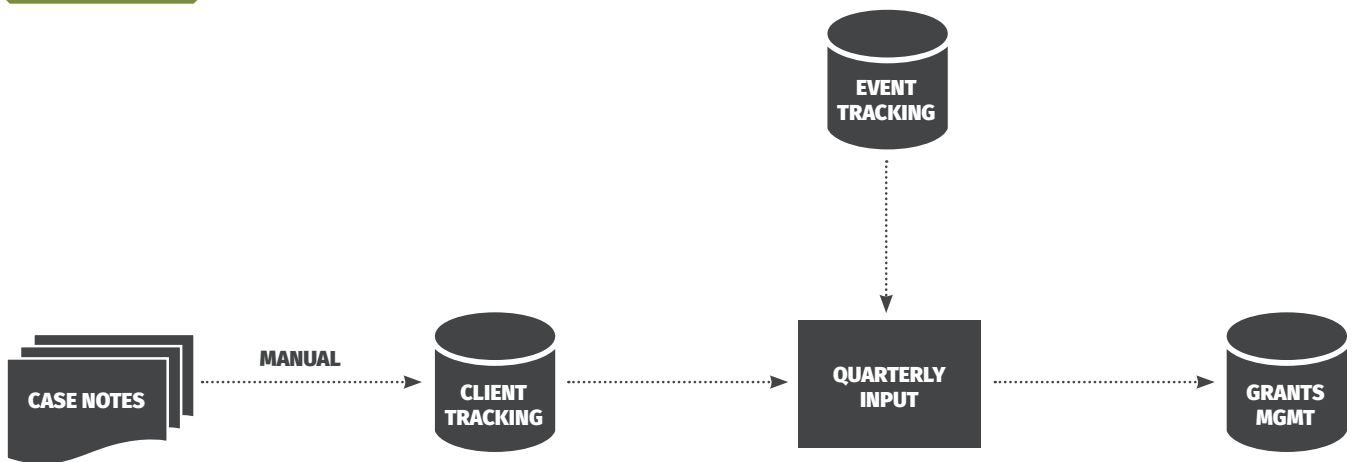 EVENT
TRACKING
MANUAL
CASE NOTES
CLIENT
TRACKING
QUARTERLY
INPUT
GRANTS
MGMT